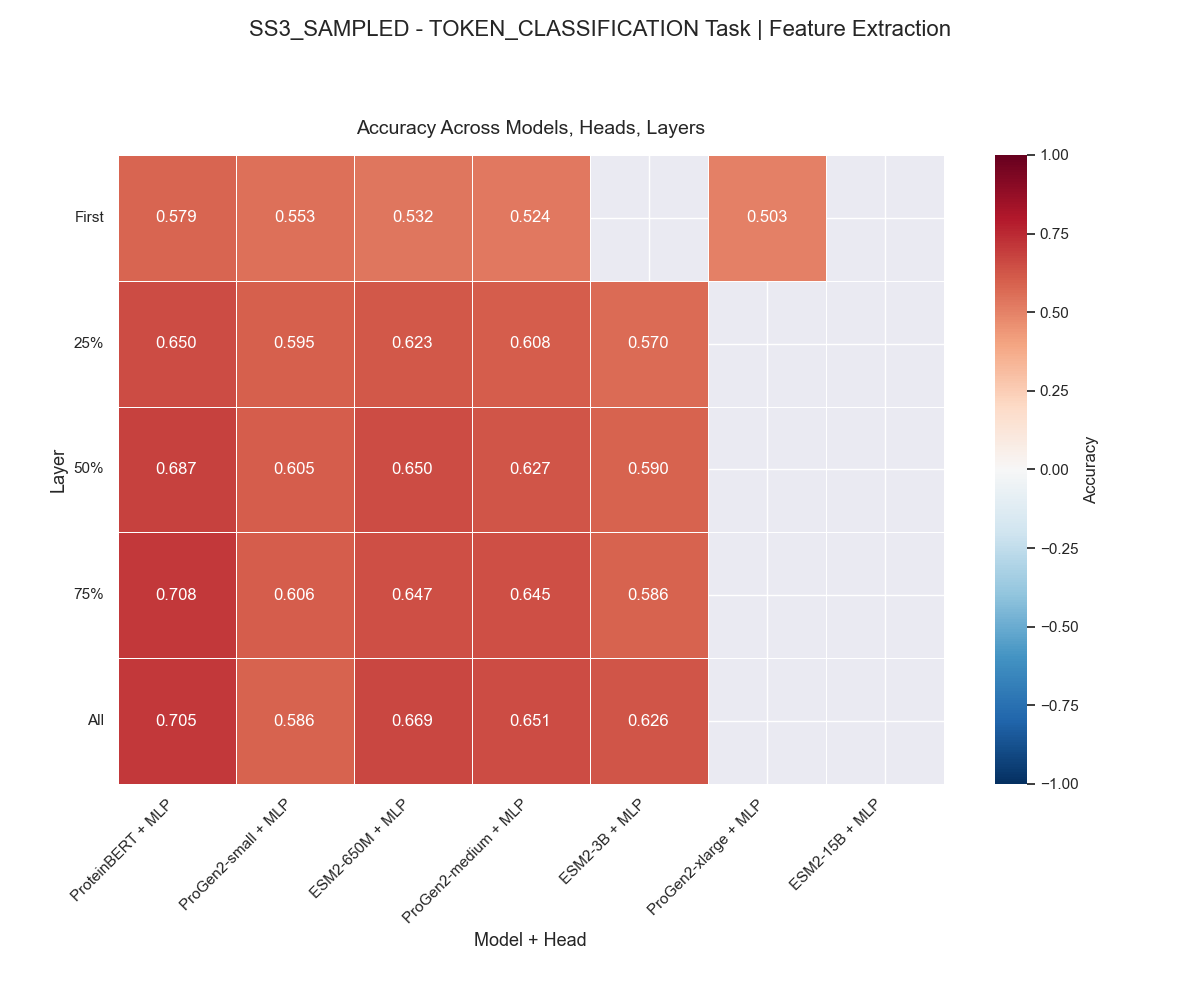 SS3_SAMPLED - TOKEN_CLASSIFICATION Task | Feature Extraction
Accuracy Across Models, Heads, Layers
First 0.579 0.553 0.532 0.524 0.503
25% 0.650 0.595 0.623 0.608 0.570
50% 0.687 0.605 0.650 0.627 0.590
75% 0.708 0.606 0.647 0.645 0.586
All 0.705 0.586 0.669 0.651 0.626
Layer
ProteinBERT + MLP
ProGen2-small + MLP
ESM2-650M + MLP
ProGen2-medium + MLP
ESM2-3B + MLP
ProGen2-xlarge + MLP
ESM2-15B + MLP
Model + Head
1.00
0.75
0.50
0.25
0.00
−0.25
−0.50
−0.75
−1.00
Accuracy